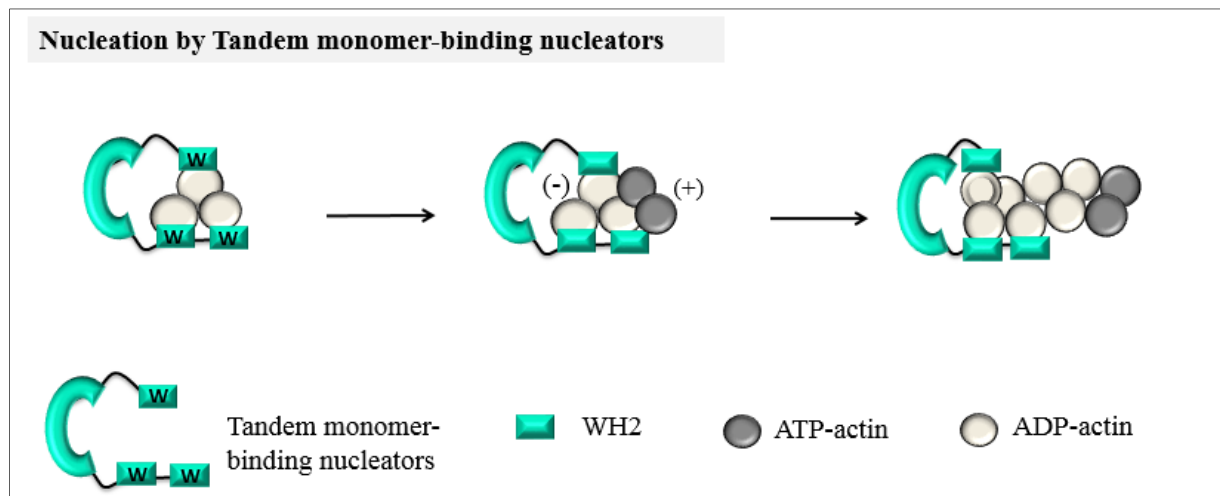 Nucleation by Tandem monomer-binding nucleators
W
W W
(-) (+)
W
Tandem monomer-
binding nucleators
WH2
ATP-actin
ADP-actin
W W